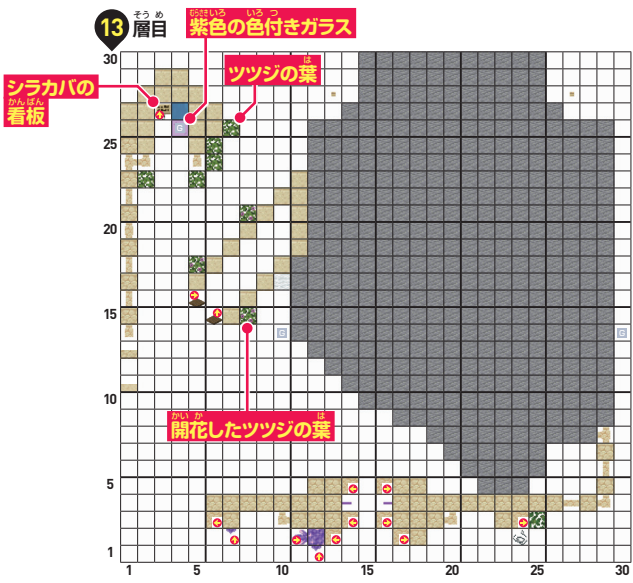 13 層目
そうめ
紫色の色付きガラス
むらさきいろ いろつ
ツツジの葉
は
シラカバの
看板
かんばん
30
25
20
15
10
5
1
G
G
G
開花したツツジの葉
かいか は
1 5 10 15 20 25 30